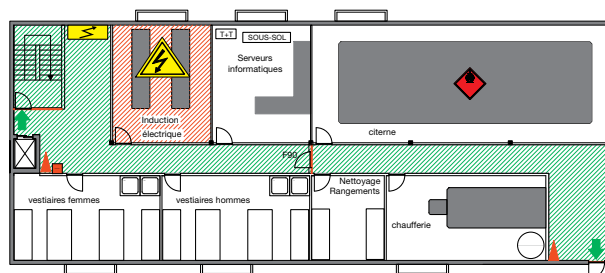 T+T
SOUS-SOL
Serveurs
informatiques
Induction
électrique
citerne
F90
vestiaires femmes
vestiaires hommes
Nettoyage
Rangements
chaufferie